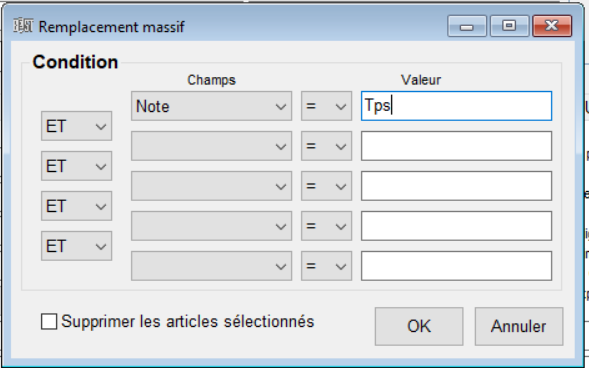 Remplacement massif
Condition
Champs Valeur
Note = Tps
ET
=
ET
=
ET
=
ET
=
Supprimer les articles sélectionnés OK Annuler